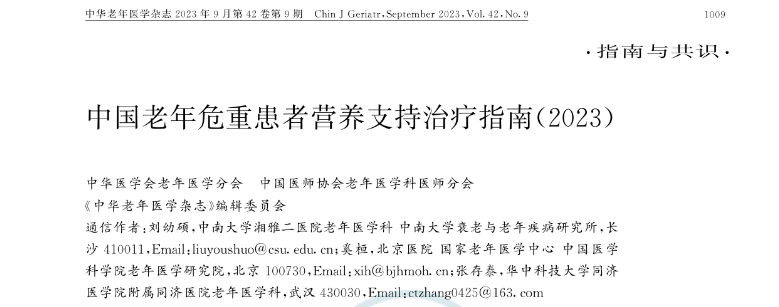 中华老年医学杂志 2023 年 9 月第 42 卷第 9 期 Chin J Geriatr,September 2023,Vol. 42,No. 9 1009
·指南与共识·
中国老年危重患者营养支持治疗指南(2023)
中华医学会老年医学分会 中国医师协会老年医学科医师分会
《中华老年医学杂志》编辑委员会
通信作者:刘幼硕,中南大学湘雅二医院老年医学科 中南大学衰老与老年疾病研究所,长
沙 410011,Email:liuyoushuo@csu. edu. cn;奚桓,北京医院 国家老年医学中心 中国医学
科学院老年医学研究院,北京 100730,Email:xih@bjhmoh. cn;张存泰,华中科技大学同济
医学院附属同济医院老年医学科,武汉 430030,Email:ctzhang0425@163. com